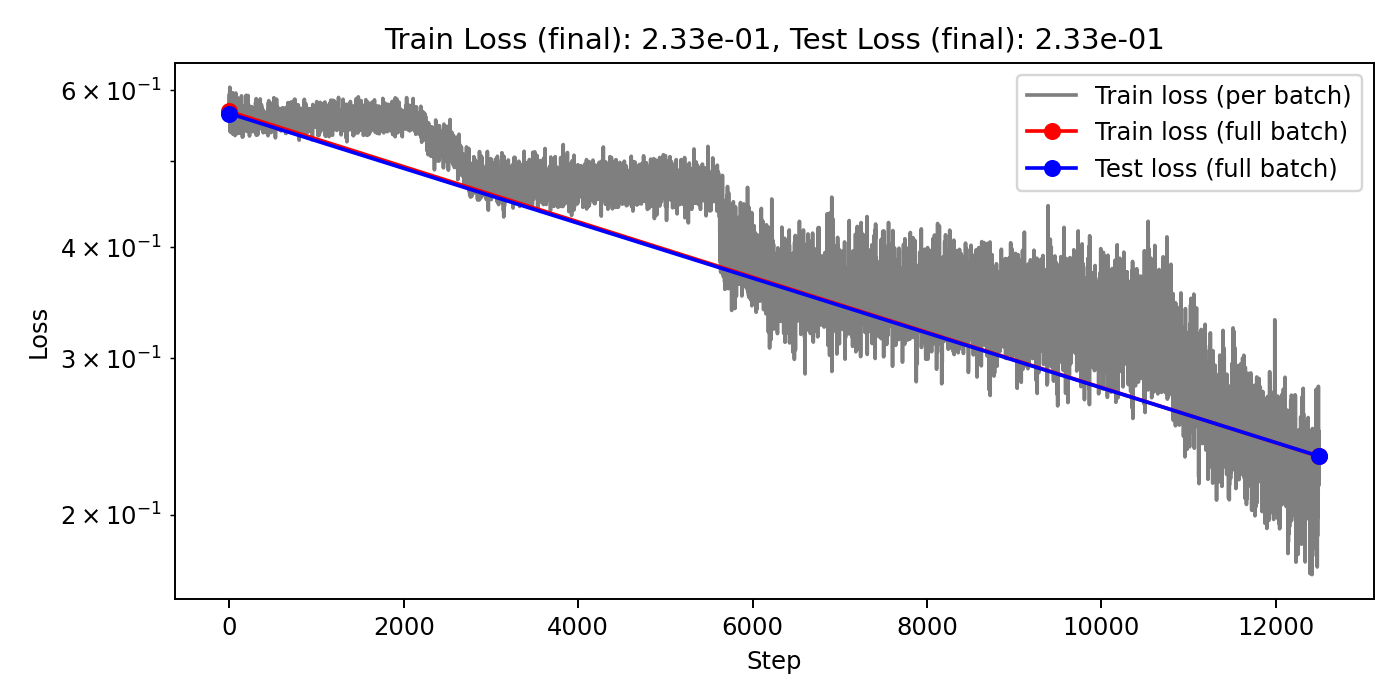 Train Loss (final): 2.33e-01, Test Loss (final): 2.33e-01
Train loss (per batch)
Train loss (full batch)
Test loss (full batch)
Loss
6 × 10⁻¹
4 × 10⁻¹
3 × 10⁻¹
2 × 10⁻¹
0 2000 4000 6000 8000 10000 12000
Step